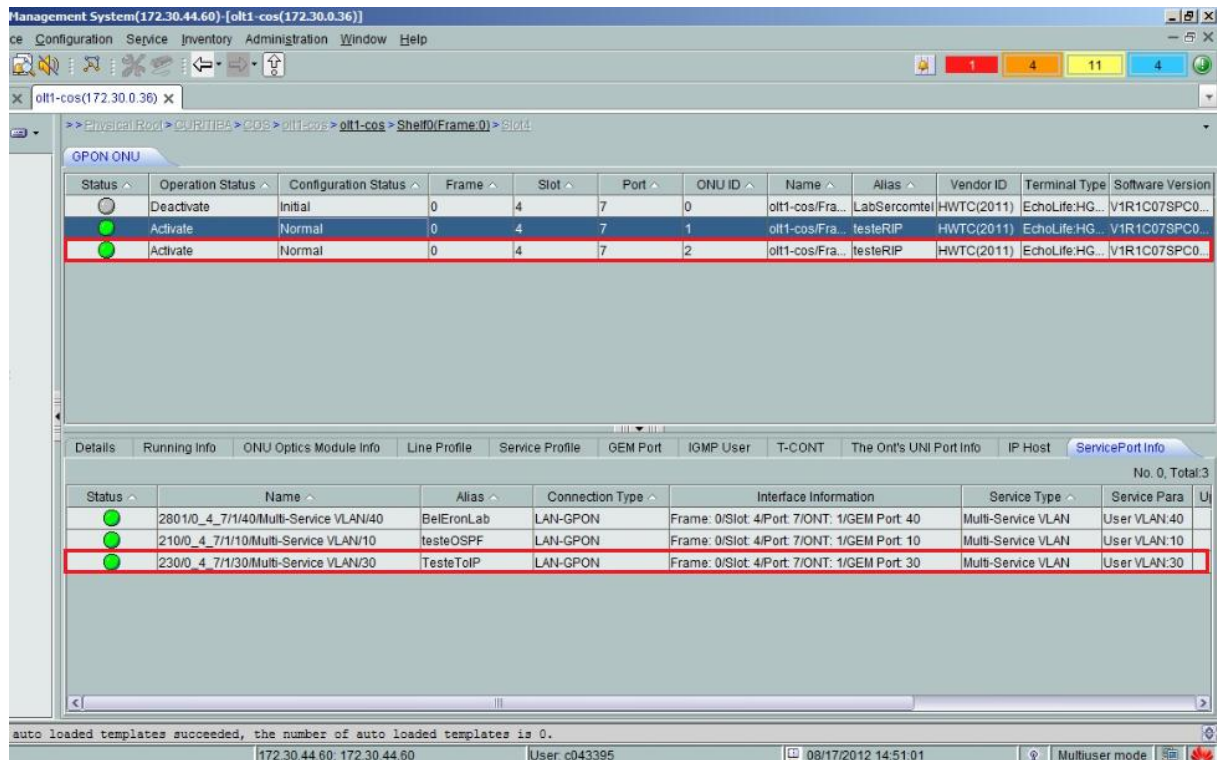 Management System(172.30.44.60)-[olt1-cos(172.30.0.36)]
ce Configuration Service Inventory Administration Window Help
1 4 11 4
olt1-cos(172.30.0.36)
>>Physical Root>CURITIBA>COS>olt1-cos>olt1-cos>Shelf0(Frame:0)>Slot4
GPON ONU
Status Operation Status Configuration Status Frame Slot Port ONU ID Name Alias Vendor ID Terminal Type Software Version
Deactivate Initial 0 4 7 0 olt1-cos/Fra... LabSercomtel HWTC(2011) EchoLife:HG... V1R1C07SPC0...
Activate Normal 0 4 7 1 olt1-cos/Fra... testeRIP HWTC(2011) EchoLife:HG... V1R1C07SPC0...
Activate Normal 0 4 7 2 olt1-cos/Fra... testeRIP HWTC(2011) EchoLife:HG... V1R1C07SPC0...
Details Running Info ONU Optics Module Info Line Profile Service Profile GEM Port IGMP User T-CONT The Ont's UNI Port Info IP Host ServicePort Info
No. 0, Total:3
Status Name Alias Connection Type Interface Information Service Type Service Para
2801/0_4_7/1/40/Multi-Service VLAN/40 BelEronLab LAN-GPON Frame: 0/Slot: 4/Port: 7/ONT: 1/GEM Port: 40 Multi-Service VLAN User VLAN:40
210/0_4_7/1/10/Multi-Service VLAN/10 testeOSPF LAN-GPON Frame: 0/Slot: 4/Port: 7/ONT: 1/GEM Port: 10 Multi-Service VLAN User VLAN:10
230/0_4_7/1/30/Multi-Service VLAN/30 TesteToIP LAN-GPON Frame: 0/Slot: 4/Port: 7/ONT: 1/GEM Port: 30 Multi-Service VLAN User VLAN:30
auto loaded templates succeeded, the number of auto loaded templates is 0.
172.30.44.60: 172.30.44.60 User: c043395 08/17/2012 14:51:01 Multiuser mode